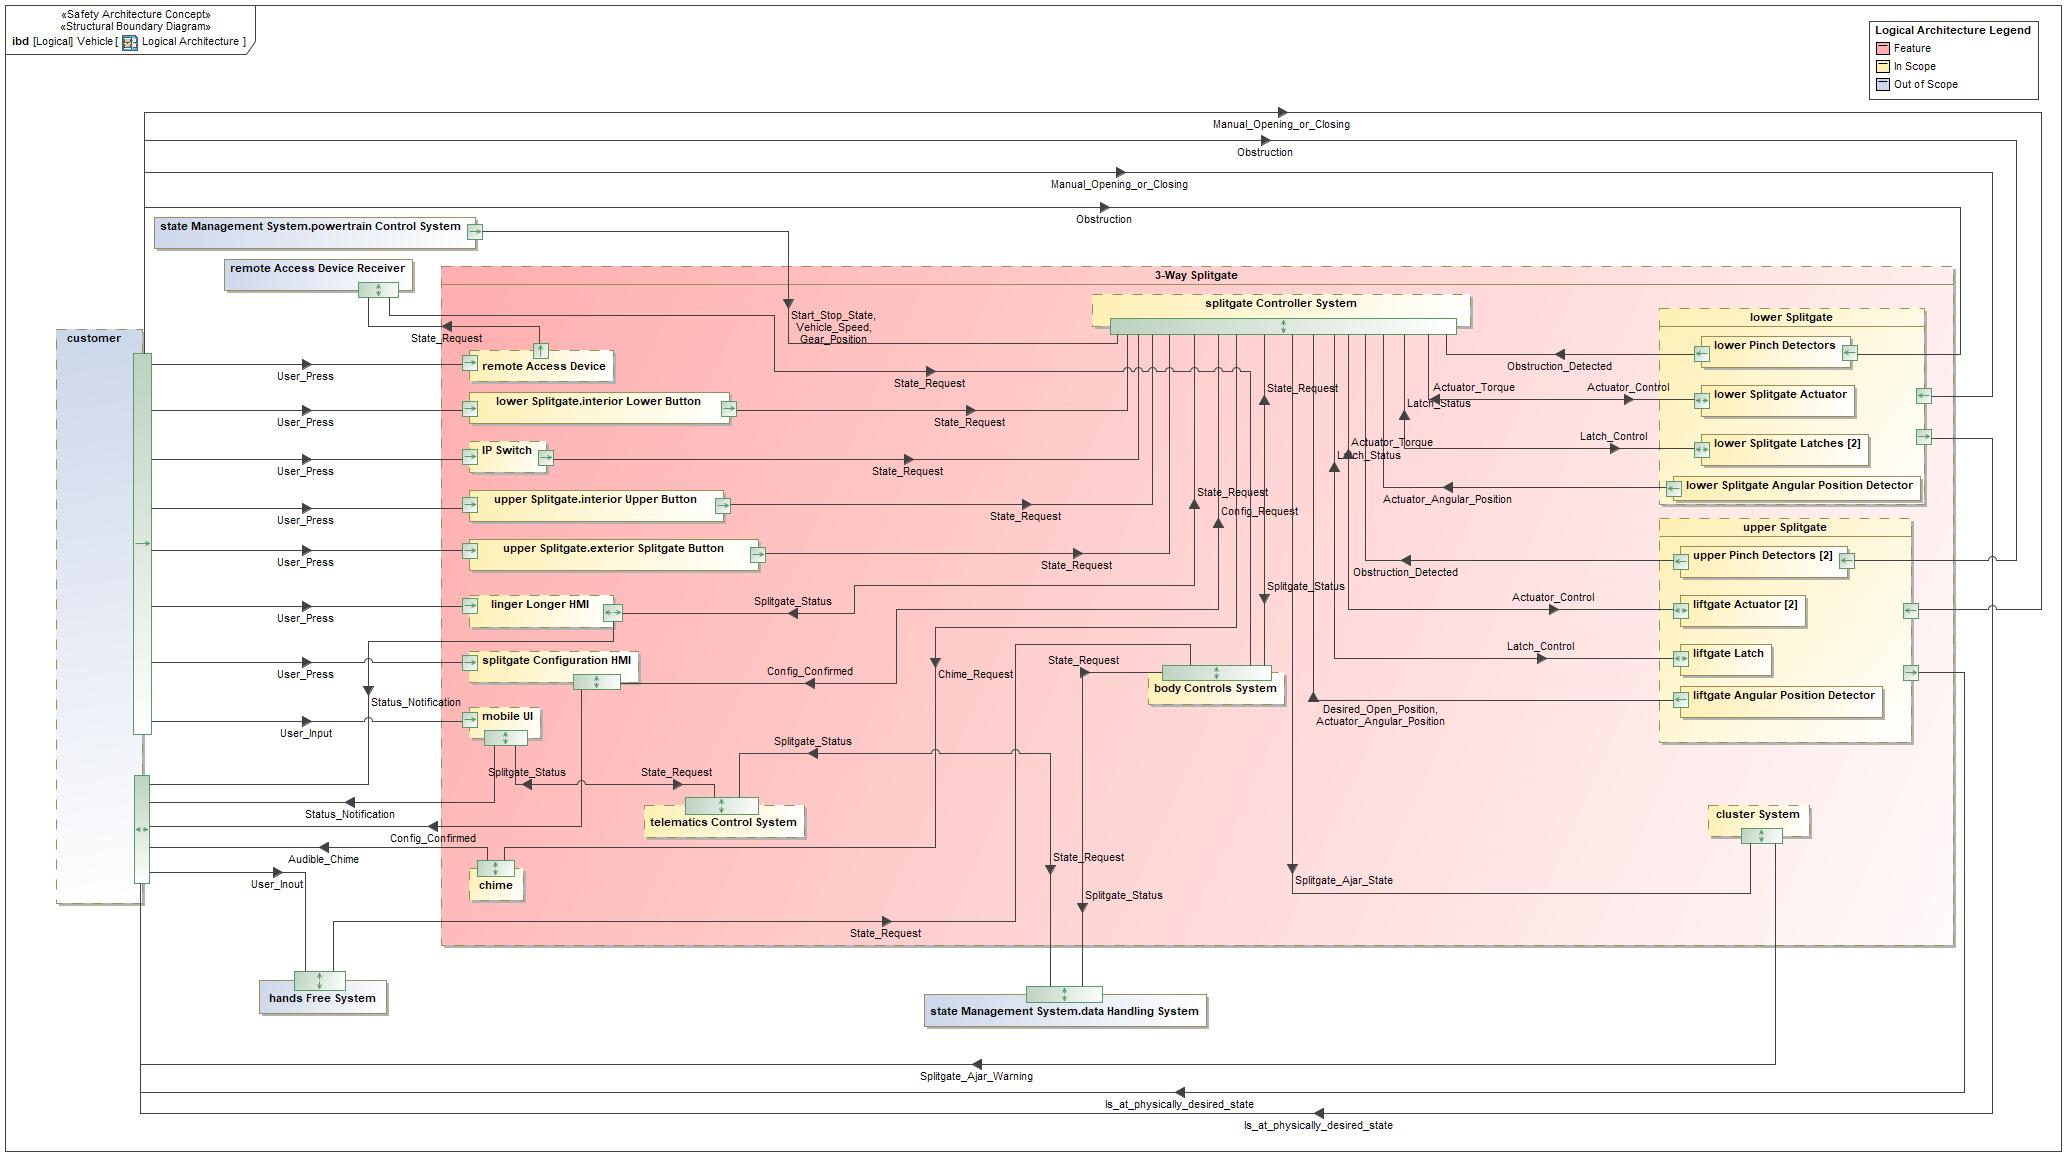 «Safety Architecture Concept»
«Structural Boundary Diagram»
ibd [Logical] Vehicle [ Logical Architecture ]
Logical Architecture Legend
Feature
In Scope
Out of Scope
Manual_Opening_or_Closing
Obstruction
Manual_Opening_or_Closing
Obstruction
state Management System.powertrain Control System
remote Access Device Receiver
3-Way Splitgate
splitgate Controller System
Start_Stop_State,
Vehicle_Speed,
Gear_Position
State_Request
customer
User_Press
remote Access Device
State_Request
User_Press
lower Splitgate.interior Lower Button
State_Request
User_Press
IP Switch
State_Request
User_Press
upper Splitgate.interior Upper Button
State_Request
User_Press
upper Splitgate.exterior Splitgate Button
State_Request
User_Press
linger Longer HMI
Splitgate_Status
User_Press
splitgate Configuration HMI
Config_Confirmed
Status_Notification
User_Input
mobile UI
Splitgate_Status
State_Request
Splitgate_Status
Status_Notification
telematics Control System
Config_Confirmed
Audible_Chime
chime
User_Inout
State_Request
hands Free System
State_Request
State_Request
Config_Request
Splitgate_Status
Chime_Request
State_Request
body Controls System
State_Request
Splitgate_Status
state Management System.data Handling System
lower Splitgate
lower Pinch Detectors
Obstruction_Detected
Actuator_Torque
Actuator_Control
lower Splitgate Actuator
Latch_Status
Latch_Control
lower Splitgate Latches [2]
Actuator_Torque
Latch_Status
Actuator_Angular_Position
lower Splitgate Angular Position Detector
upper Splitgate
upper Pinch Detectors [2]
Obstruction_Detected
Actuator_Control
liftgate Actuator [2]
Latch_Control
liftgate Latch
liftgate Angular Position Detector
Desired_Open_Position,
Actuator_Angular_Position
cluster System
Splitgate_Ajar_State
Splitgate_Ajar_Warning
Is_at_physically_desired_state
Is_at_physically_desired_state